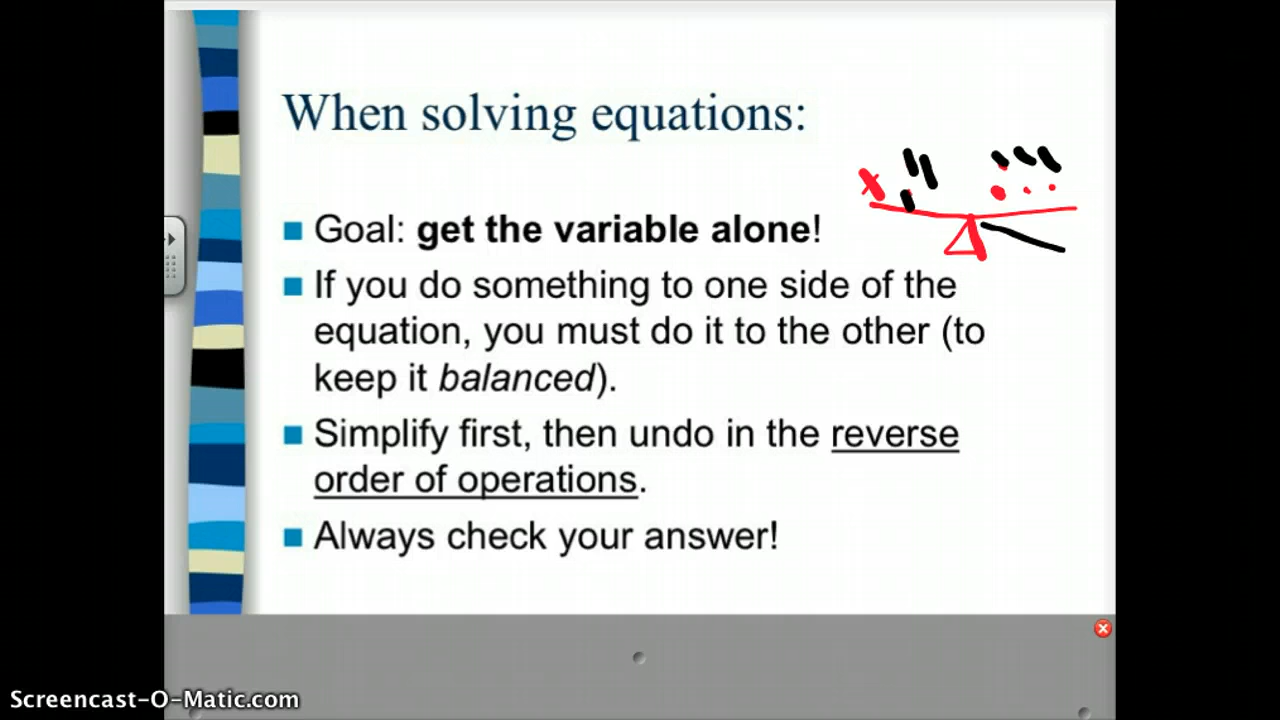 When solving equations:
x
Goal: get the variable alone!
If you do something to one side of the
equation, you must do it to the other (to
keep it balanced).
Simplify first, then undo in the reverse
order of operations.
Always check your answer!
Screencast-O-Matic.com